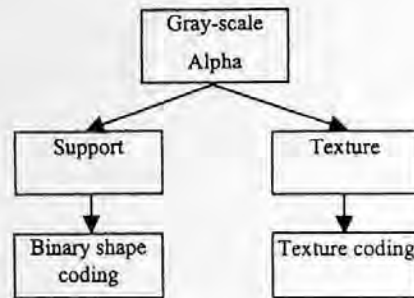 Gray-scale
Alpha
Support
Texture
Binary shape
coding
Texture coding